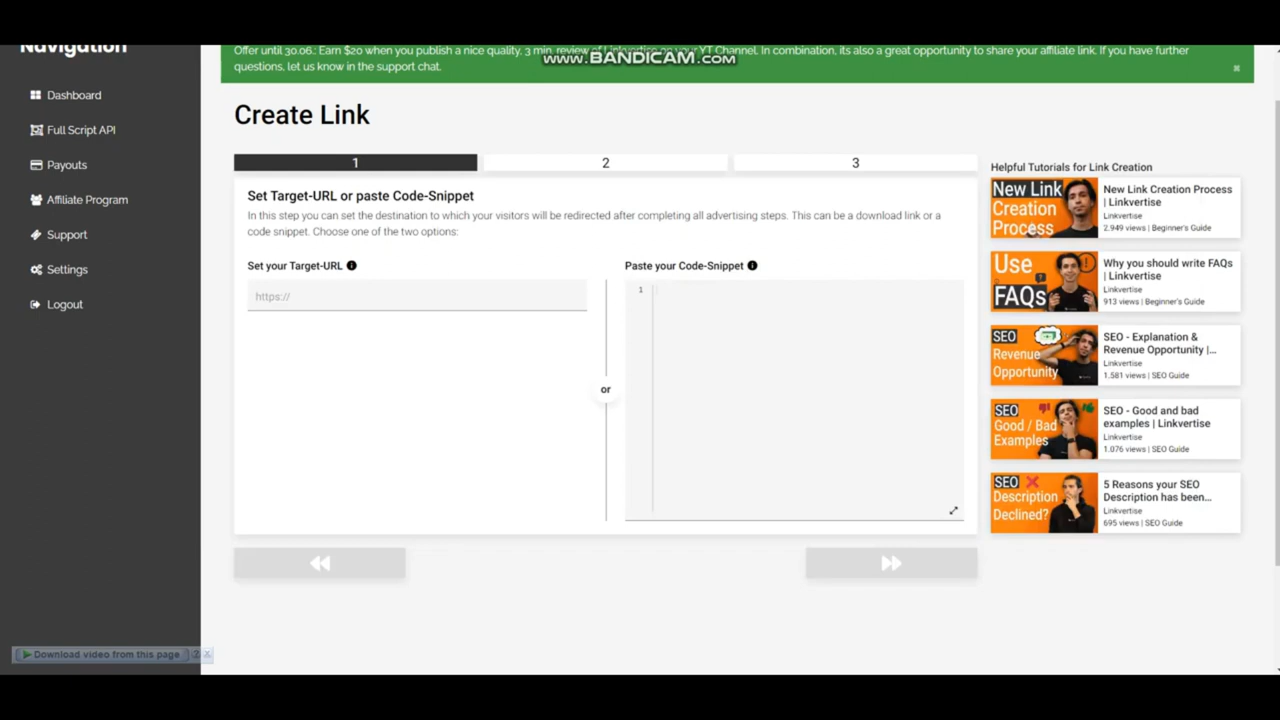 Navigation
Dashboard
Full Script API
Payouts
Affiliate Program
Support
Settings
Logout
Offer until 30.06.: Earn $20 when you publish a nice quality, 3 min. review of Linkvertise on your YT Channel. In combination, its also a great opportunity to share your affiliate link. If you have further
questions, let us know in the support chat.
www.BANDICAM.com
Create Link
1
2
3
Set Target-URL or paste Code-Snippet
In this step you can set the destination to which your visitors will be redirected after completing all advertising steps. This can be a download link or a
code snippet. Choose one of the two options:
Set your Target-URL
https://
or
Paste your Code-Snippet
1
Helpful Tutorials for Link Creation
New Link
Creation
Process
New Link Creation Process
| Linkvertise
Linkvertise
2.949 views | Beginner's Guide
Use
FAQs
Why you should write FAQs
| Linkvertise
Linkvertise
913 views | Beginner's Guide
SEO
Revenue
Opportunity
SEO - Explanation &
Revenue Opportunity |...
Linkvertise
1.581 views | SEO Guide
SEO
Good / Bad
Examples
SEO - Good and bad
examples | Linkvertise
Linkvertise
1.076 views | SEO Guide
SEO
Description
Declined?
5 Reasons your SEO
Description has been...
Linkvertise
695 views | SEO Guide
Download video from this page